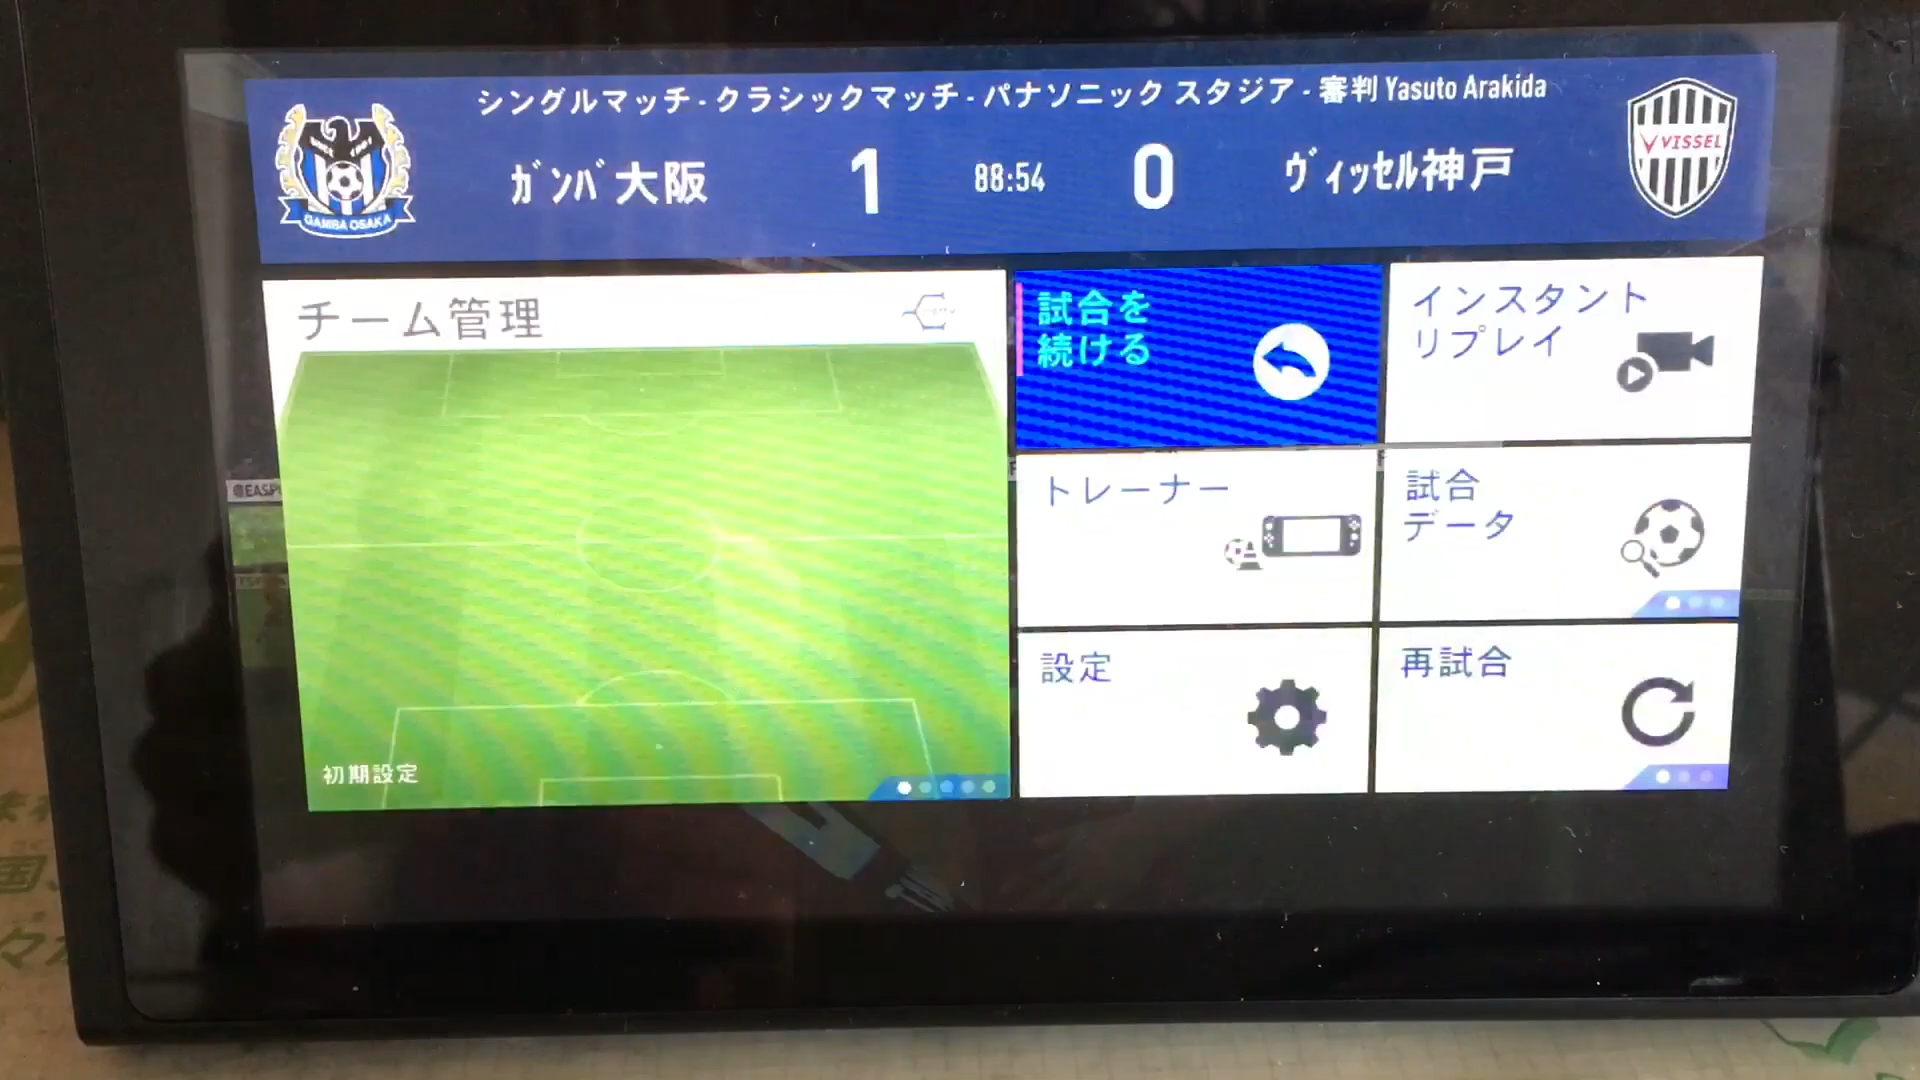 シングルマッチ - クラシックマッチ - パナソニック スタジア - 審判 Yasuto Arakida
SINCE 1991
GAMBA OSAKA
ｶﾞﾝﾊﾞ大阪
1
88:54
0
ｳﾞｨｯｾﾙ神戸
VISSEL
チーム管理
初期設定
試合を
続ける
インスタント
リプレイ
トレーナー
試合
データ
設定
再試合
@EASP
国
々